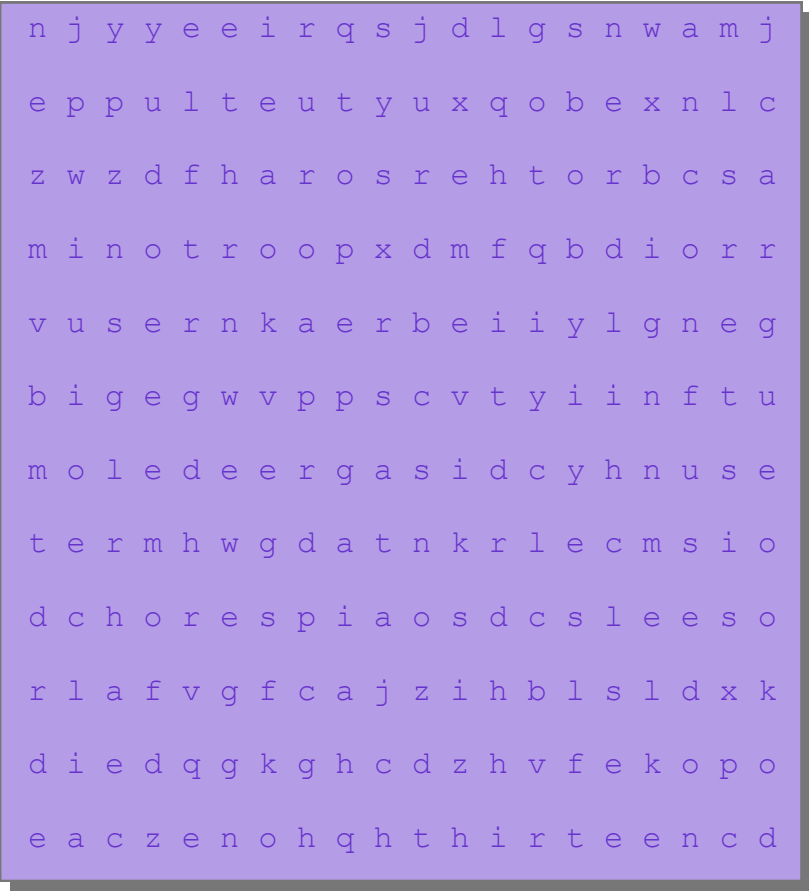 n j y y e e i r q s j d l g s n w a m j
e p p u l t e u t y u x q o b e x n l c
z w z d f h a r o s r e h t o r b c s a
m i n o t r o o p x d m f q b d i o r r
v u s e r n k a e r b e i i y l g n e g
b i g e g w v p p s c v t y i i n f t u
m o l e d e e r g a s i d c y h n u s e
t e r m h w g d a t n k r l e c m s i o
d c h o r e s p i a o s d c s l e e s o
r l a f v g f c a j z i h b l s l d x k
d i e d q g k g h c d z h v f e k o p o
e a c z e n o h q h t h i r t e e n c d